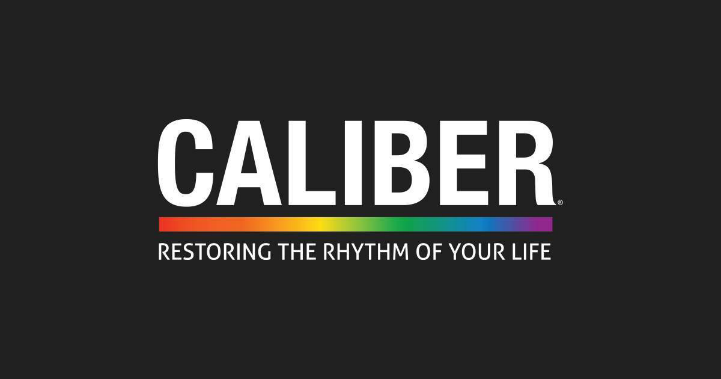 CALIBER®
RESTORING THE RHYTHM OF YOUR LIFE